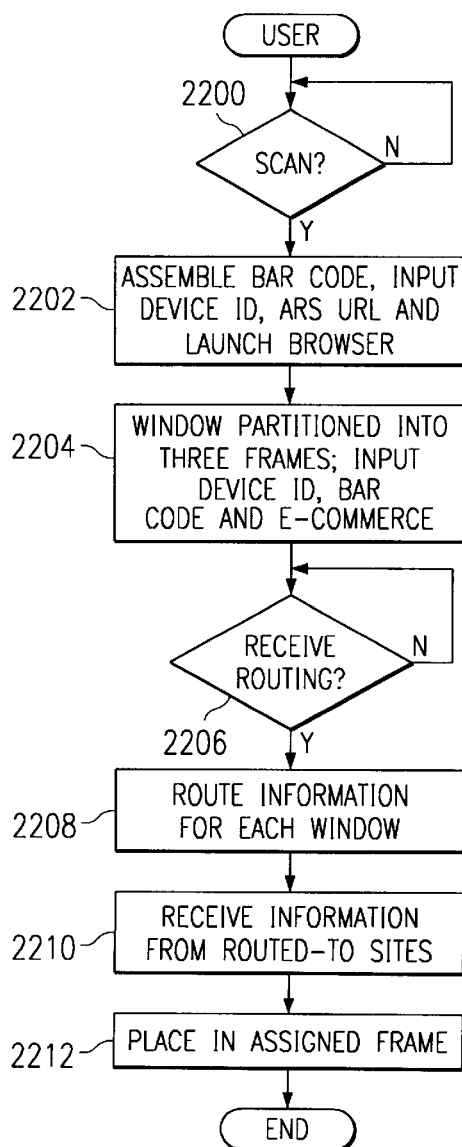 USER
2200
SCAN?
N
Y
2202
ASSEMBLE BAR CODE, INPUT
DEVICE ID, ARS URL AND
LAUNCH BROWSER
2204
WINDOW PARTITIONED INTO
THREE FRAMES; INPUT
DEVICE ID, BAR
CODE AND E-COMMERCE
RECEIVE
ROUTING?
N
2206
Y
2208
ROUTE INFORMATION
FOR EACH WINDOW
2210
RECEIVE INFORMATION
FROM ROUTED-TO SITES
2212
PLACE IN ASSIGNED FRAME
END